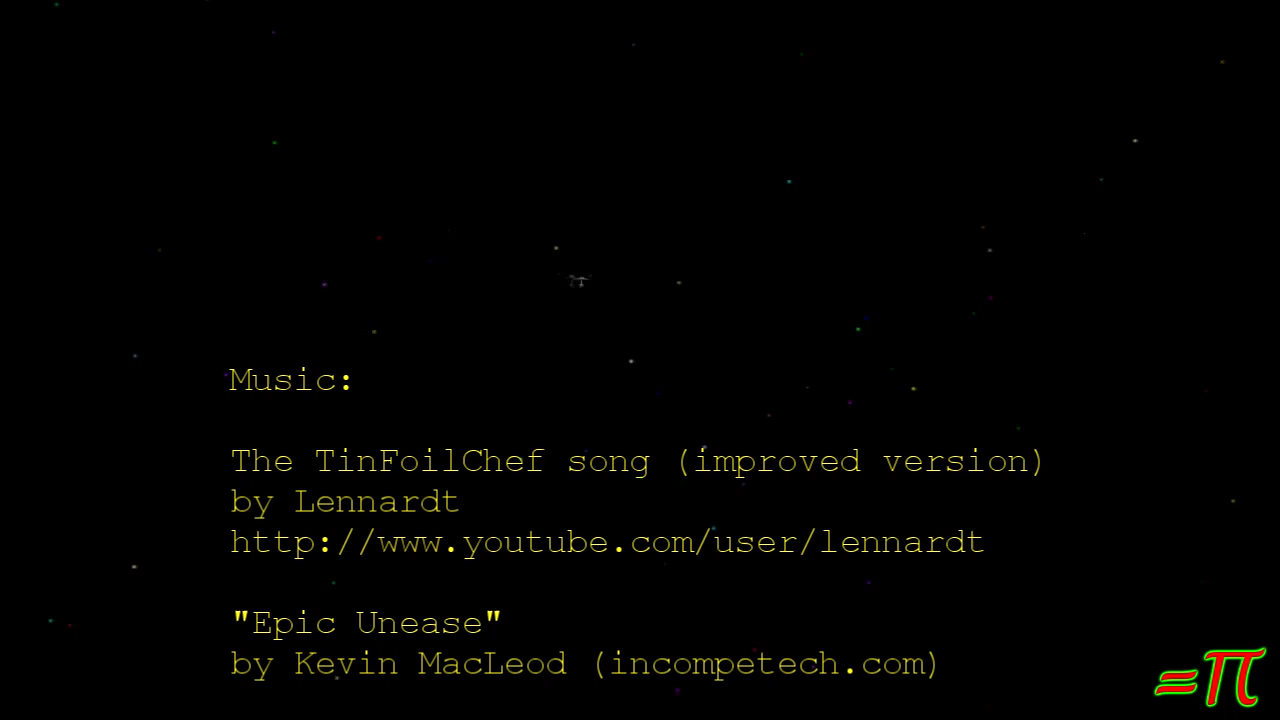 Music:
The TinFoilChef song (improved version)
by Lennardt
http://www.youtube.com/user/lennardt
"Epic Unease"
by Kevin MacLeod (incompetech.com)
=π